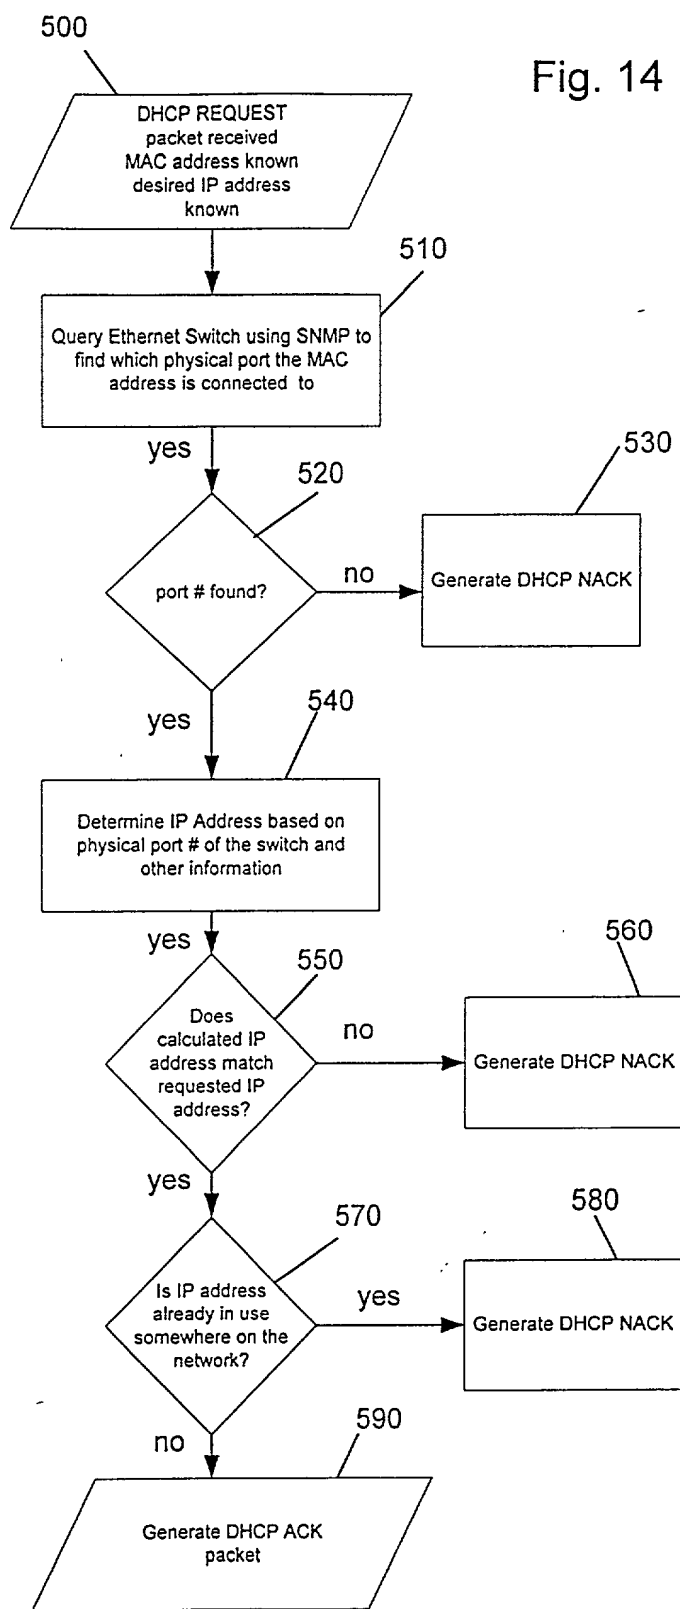 500
Fig. 14
DHCP REQUEST
packet received
MAC address known
desired IP address
known
510
Query Ethernet Switch using SNMP to
find which physical port the MAC
address is connected to
yes
520
530
port # found?
no
Generate DHCP NACK
yes
540
Determine IP Address based on
physical port # of the switch and
other information
yes
550
560
Does
calculated IP
address match
requested IP
address?
no
Generate DHCP NACK
yes
570
580
Is IP address
already in use
somewhere on the
network?
yes
Generate DHCP NACK
no
590
Generate DHCP ACK
packet